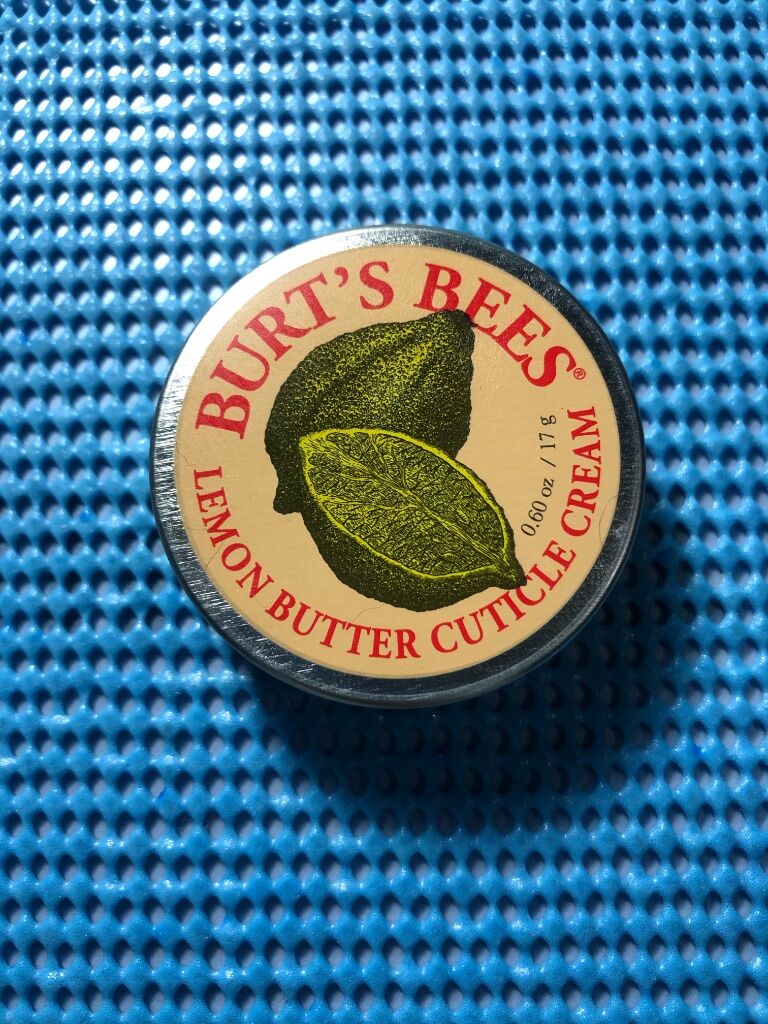 BURT'S BEES®
LEMON BUTTER CUTICLE CREAM
0.60 oz / 17 g